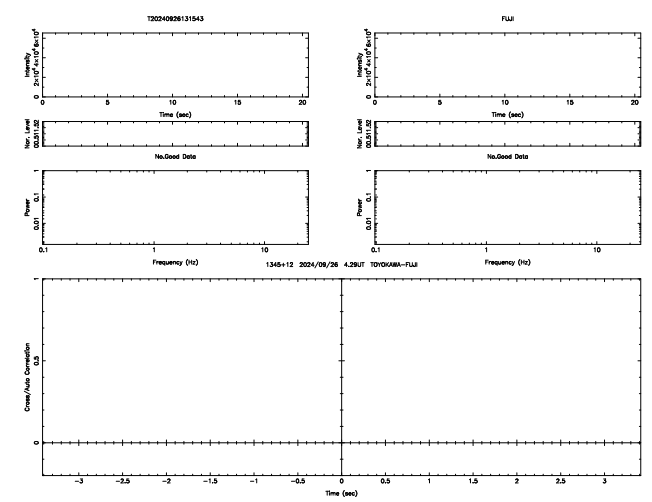 T20240926131543
FUJI
Intensity
0 2×10⁴ 4×10⁴ 6×10⁴
0 5 10 15 20
Time (sec)
Intensity
0 2×10⁴ 4×10⁴ 6×10⁴
0 5 10 15 20
Time (sec)
Nor. Level
00.511.52
Nor. Level
00.511.52
No.Good Data
No.Good Data
Power
0.01 0.1 1
0.1 1 10
Frequency (Hz)
Power
0.01 0.1 1
0.1 1 10
Frequency (Hz)
1345+12 2024/09/26 4.29UT TOYOKAWA-FUJI
Cross/Auto Correlation
0 0.5 1
-3 -2.5 -2 -1.5 -1 -0.5 0 0.5 1 1.5 2 2.5 3
Time (sec)